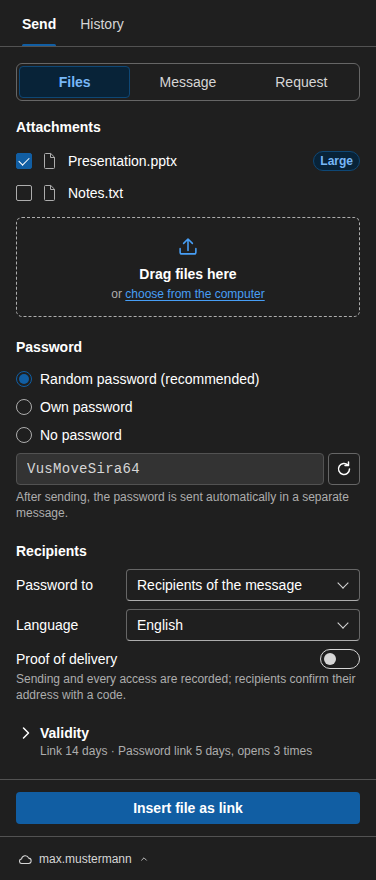 Send History
Files Message Request
Attachments
Presentation.pptx Large
Notes.txt
Drag files here
or choose from the computer
Password
Random password (recommended)
Own password
No password
VusMoveSira64
After sending, the password is sent automatically in a separate
message.
Recipients
Password to Recipients of the message
Language English
Proof of delivery
Sending and every access are recorded; recipients confirm their
address with a code.
Validity
Link 14 days · Password link 5 days, opens 3 times
Insert file as link
max.mustermann